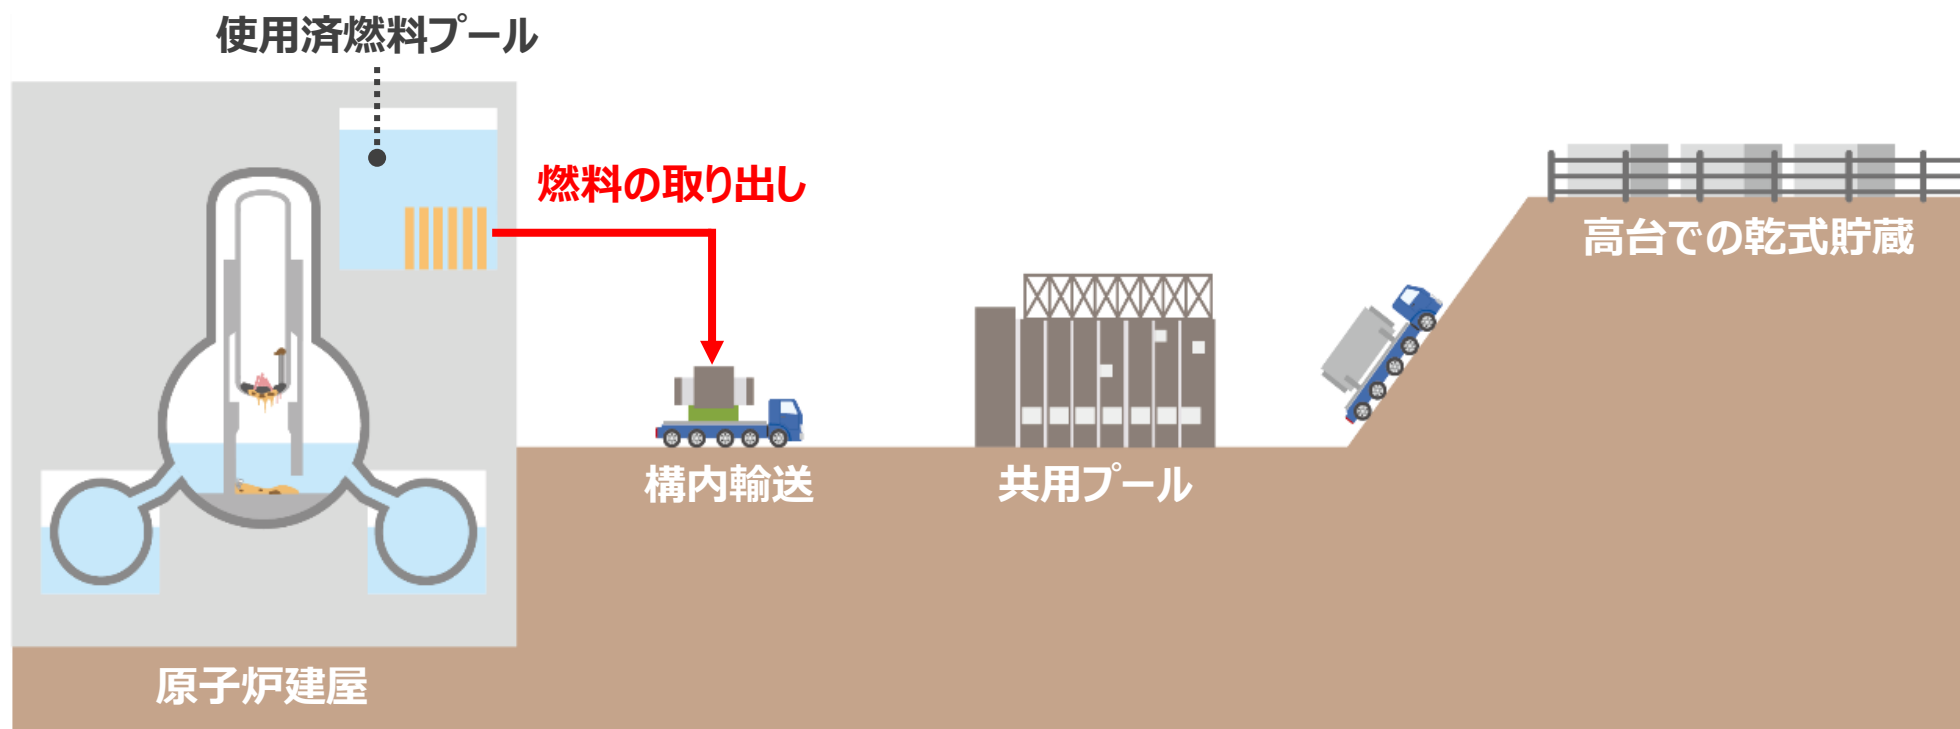 使用済燃料プール
燃料の取り出し
高台での乾式貯蔵
構内輸送
共用プール
原子炉建屋